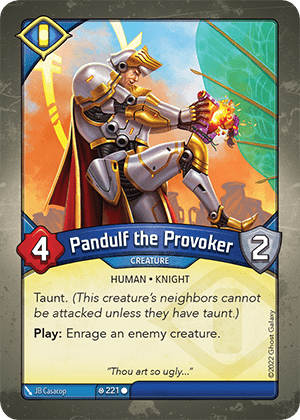 Pandulf the Provoker
CREATURE
4
2
HUMAN • KNIGHT
Taunt. (This creature's neighbors cannot
be attacked unless they have taunt.)
Play: Enrage an enemy creature.
"Thou art so ugly..."
©2022 Ghost Galaxy
JB Casacop
221